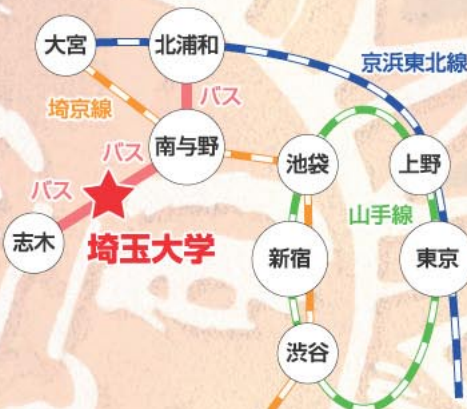 大宮
北浦和
京浜東北線
埼京線
バス
バス
南与野
池袋
上野
バス
山手線
志木
埼玉大学
新宿
東京
渋谷